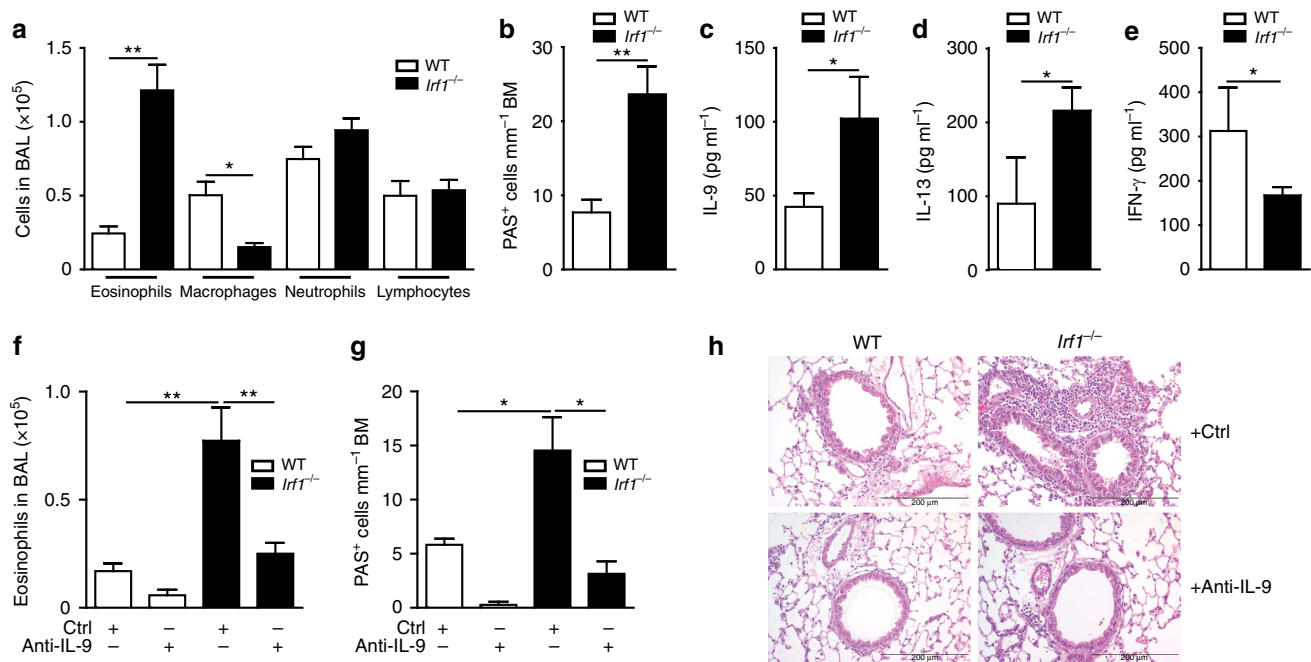 a
Cells in BAL (×10⁵)
1.5
1.0
0.5
0
**
*
WT
Irf1⁻/⁻
Eosinophils Macrophages Neutrophils Lymphocytes
b
PAS⁺ cells mm⁻¹ BM
30
20
10
0
WT
Irf1⁻/⁻
**
c
IL-9 (pg ml⁻¹)
150
100
50
0
WT
Irf1⁻/⁻
*
d
IL-13 (pg ml⁻¹)
300
200
100
0
WT
Irf1⁻/⁻
*
e
IFN-γ (pg ml⁻¹)
500
400
300
200
100
0
WT
Irf1⁻/⁻
*
f
Eosinophils in BAL (×10⁵)
1.0
0.5
0
** **
WT
Irf1⁻/⁻
Ctrl + – + –
Anti-IL-9 – + – +
g
PAS⁺ cells mm⁻¹ BM
20
15
10
5
0
* *
WT
Irf1⁻/⁻
Ctrl + – + –
Anti-IL-9 – + – +
h
WT Irf1⁻/⁻
+Ctrl
200 µm 200 µm
+Anti-IL-9
200 µm 200 µm